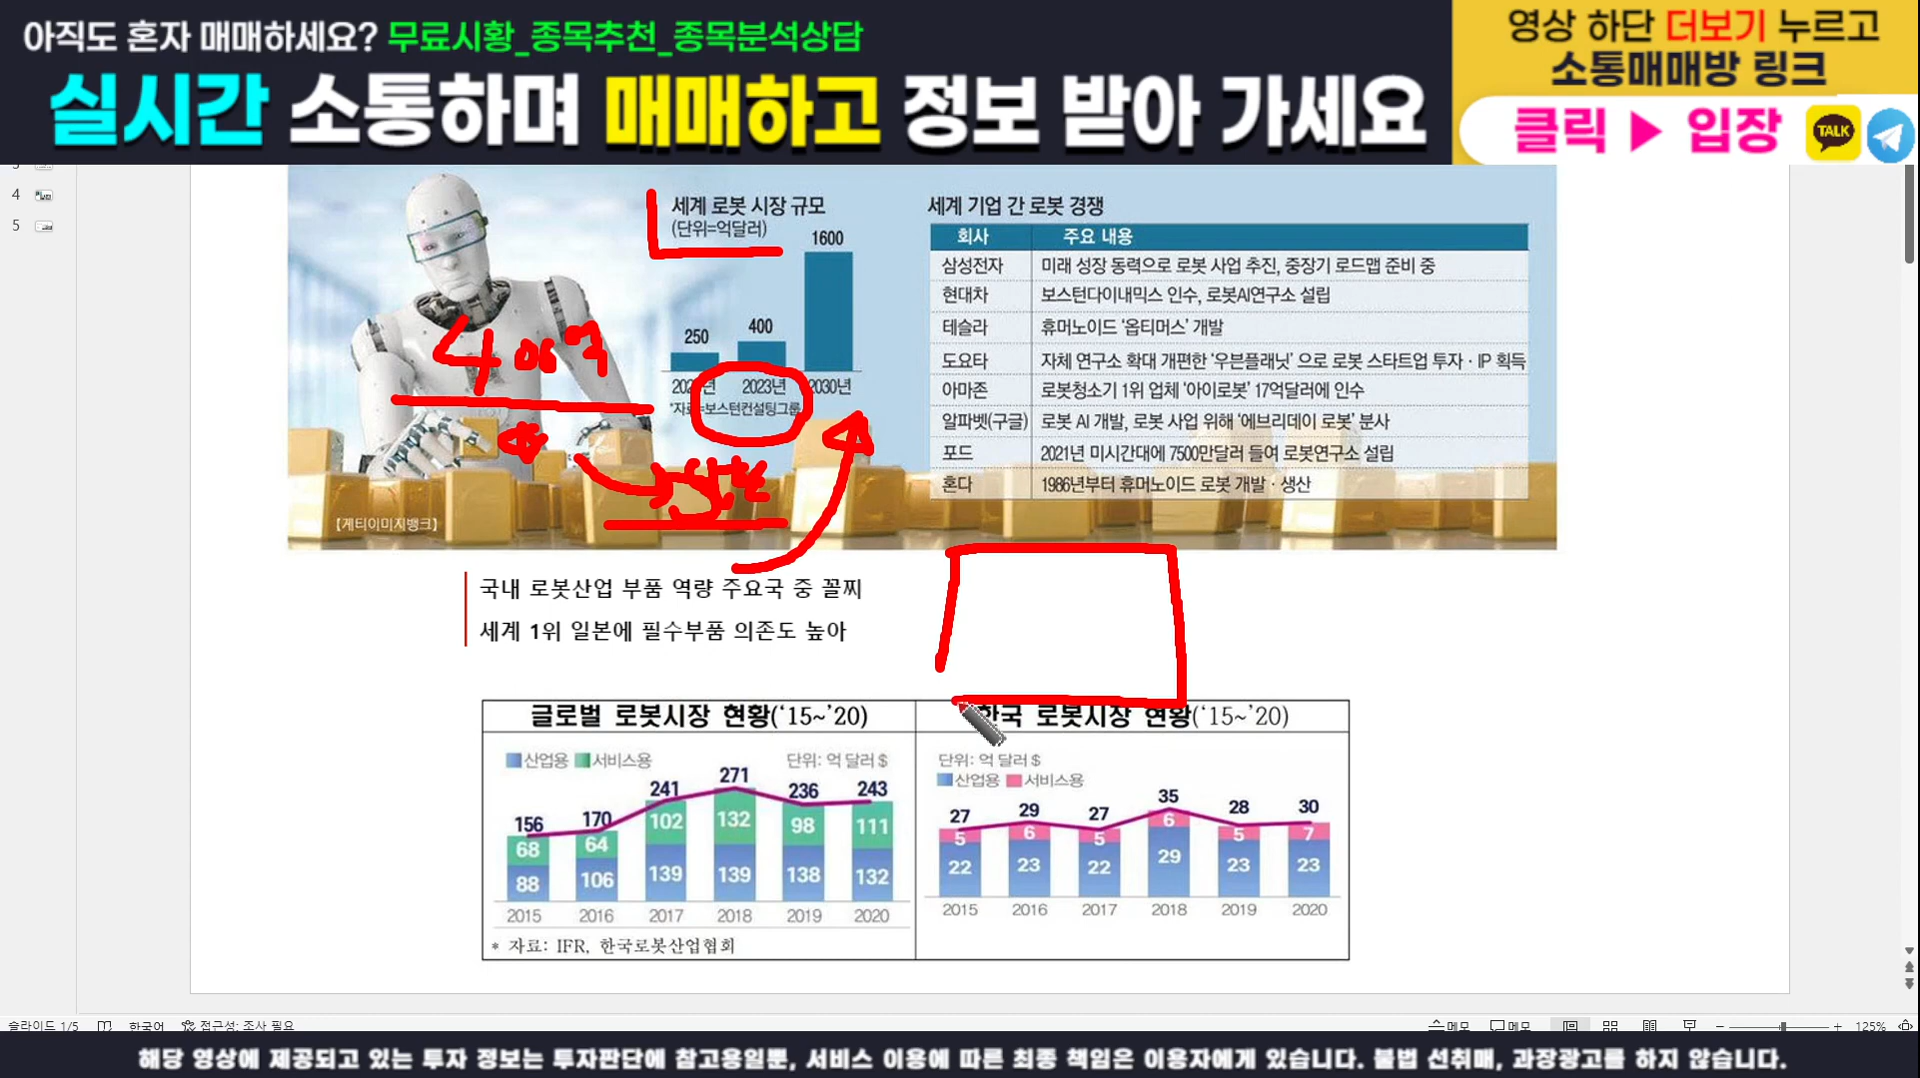 아직도 혼자 매매하세요? 무료시황_종목추천_종목분석상담
실시간 소통하며 매매하고 정보 받아 가세요
영상 하단 더보기 누르고
소통매매방 링크
클릭 ▶ 입장
TALK
4
5
세계 로봇 시장 규모
(단위=억달러)
1600
400
250
2023년
2030년
보스턴컨설팅그룹
【게티이미지뱅크】
세계 기업 간 로봇 경쟁
회사 주요 내용
삼성전자 미래 성장 동력으로 로봇 사업 추진, 중장기 로드맵 준비 중
현대차 보스턴다이내믹스 인수, 로봇AI연구소 설립
테슬라 휴머노이드 '옵티머스' 개발
도요타 자체 연구소 확대 개편한 '우븐플래닛' 으로 로봇 스타트업 투자·IP 획득
아마존 로봇청소기 1위 업체 '아이로봇' 17억달러에 인수
알파벳(구글) 로봇 AI 개발, 로봇 사업 위해 '에브리데이 로봇' 분사
포드 2021년 미시간대에 7500만달러 들여 로봇연구소 설립
혼다 1986년부터 휴머노이드 로봇 개발·생산
국내 로봇산업 부품 역량 주요국 중 꼴찌
세계 1위 일본에 필수부품 의존도 높아
글로벌 로봇시장 현황('15~'20)
산업용 서비스용 단위: 억 달러 $
156 170 241 271 236 243
68 64 102 132 98 111
88 106 139 139 138 132
2015 2016 2017 2018 2019 2020
* 자료: IFR, 한국로봇산업협회
한국 로봇시장 현황('15~'20)
단위: 억 달러 $
산업용 서비스용
27 29 27 35 28 30
5 6 5 6 5 7
22 23 22 29 23 23
2015 2016 2017 2018 2019 2020
슬라이드 1/5 한국어 접근성: 조사 필요 메모 메모 125%
해당 영상에 제공되고 있는 투자 정보는 투자판단에 참고용일뿐, 서비스 이용에 따른 최종 책임은 이용자에게 있습니다. 불법 선취매, 과장광고를 하지 않습니다.